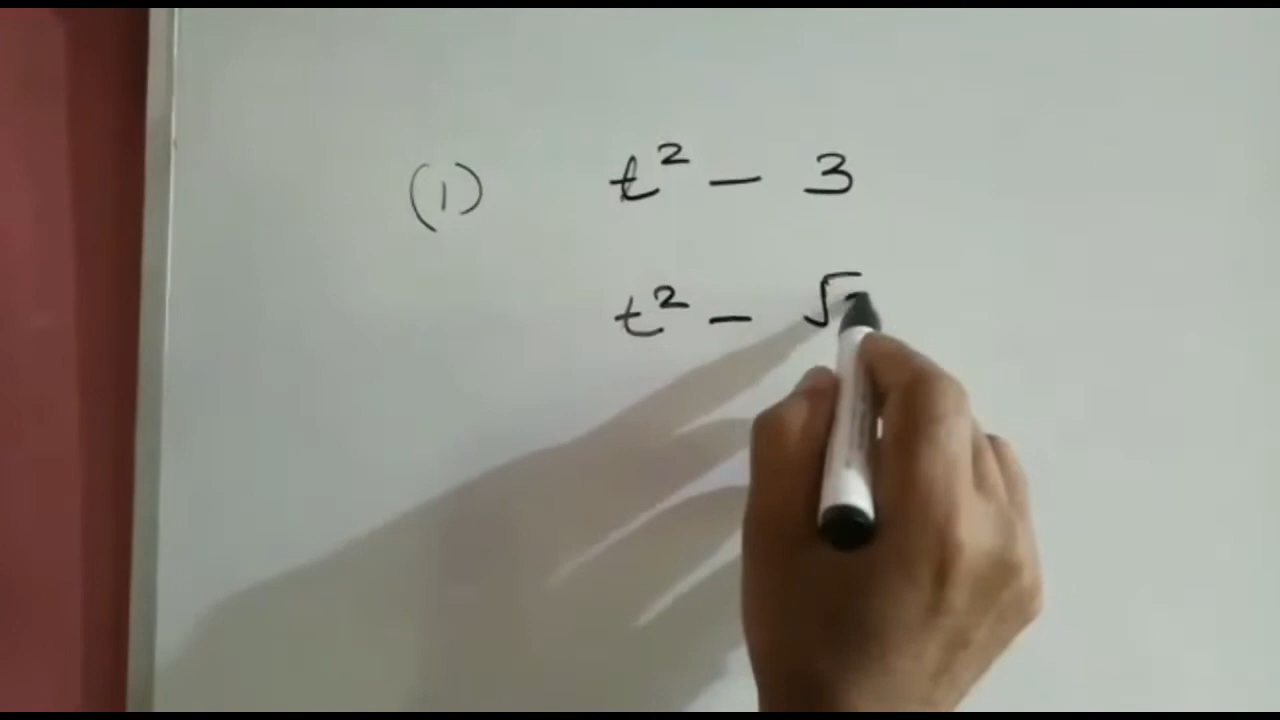 (1) t² − 3
t² − √